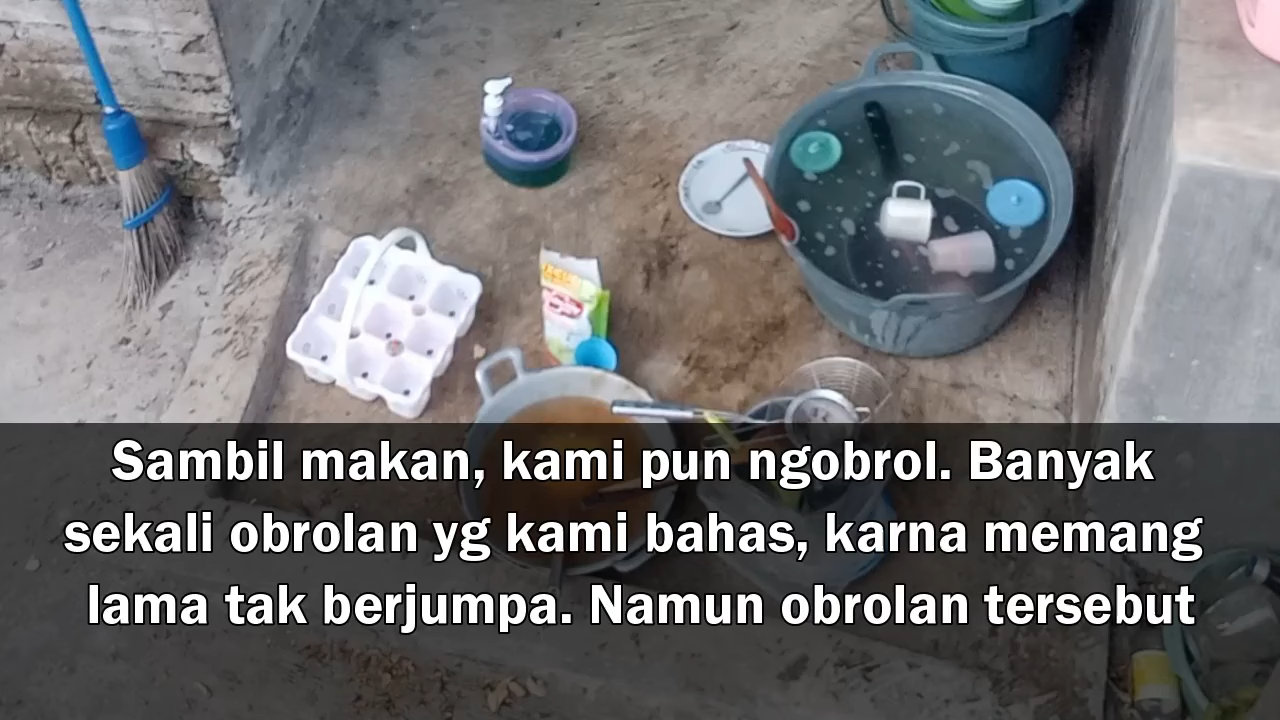 Sambil makan, kami pun ngobrol. Banyak
sekali obrolan yg kami bahas, karna memang
lama tak berjumpa. Namun obrolan tersebut